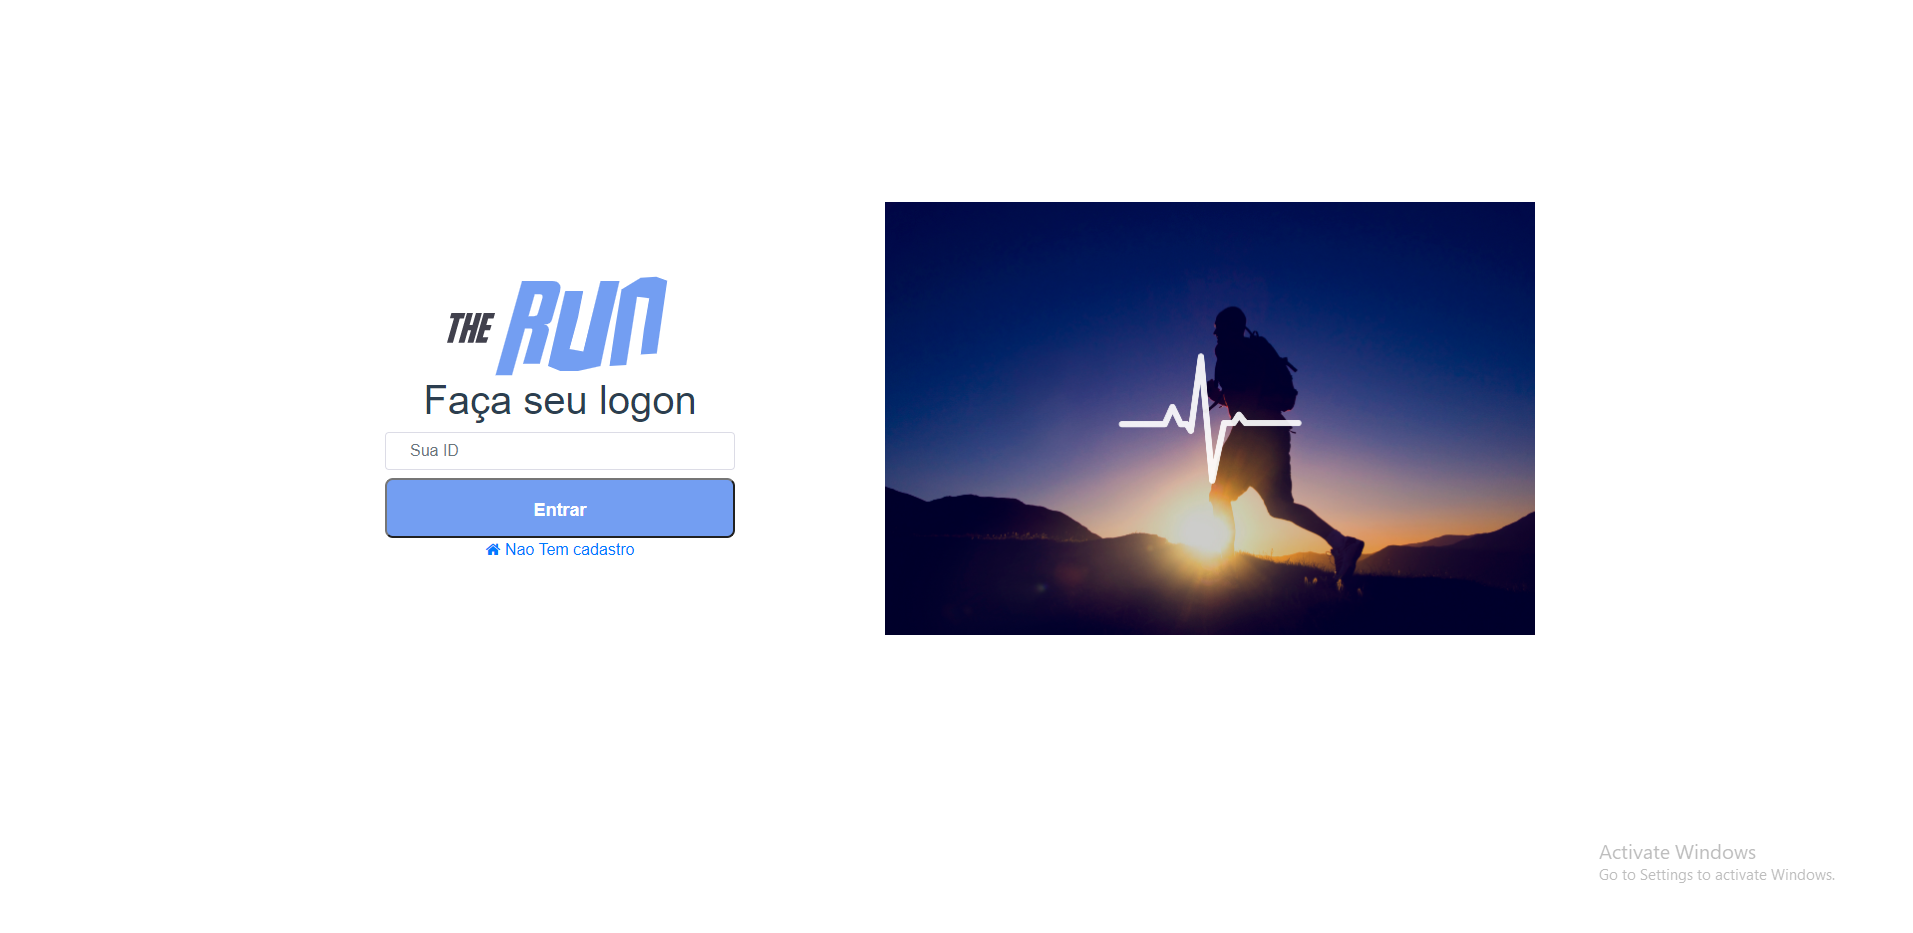 THE RUN
Faça seu logon
Sua ID
Entrar
Nao Tem cadastro
Activate Windows
Go to Settings to activate Windows.